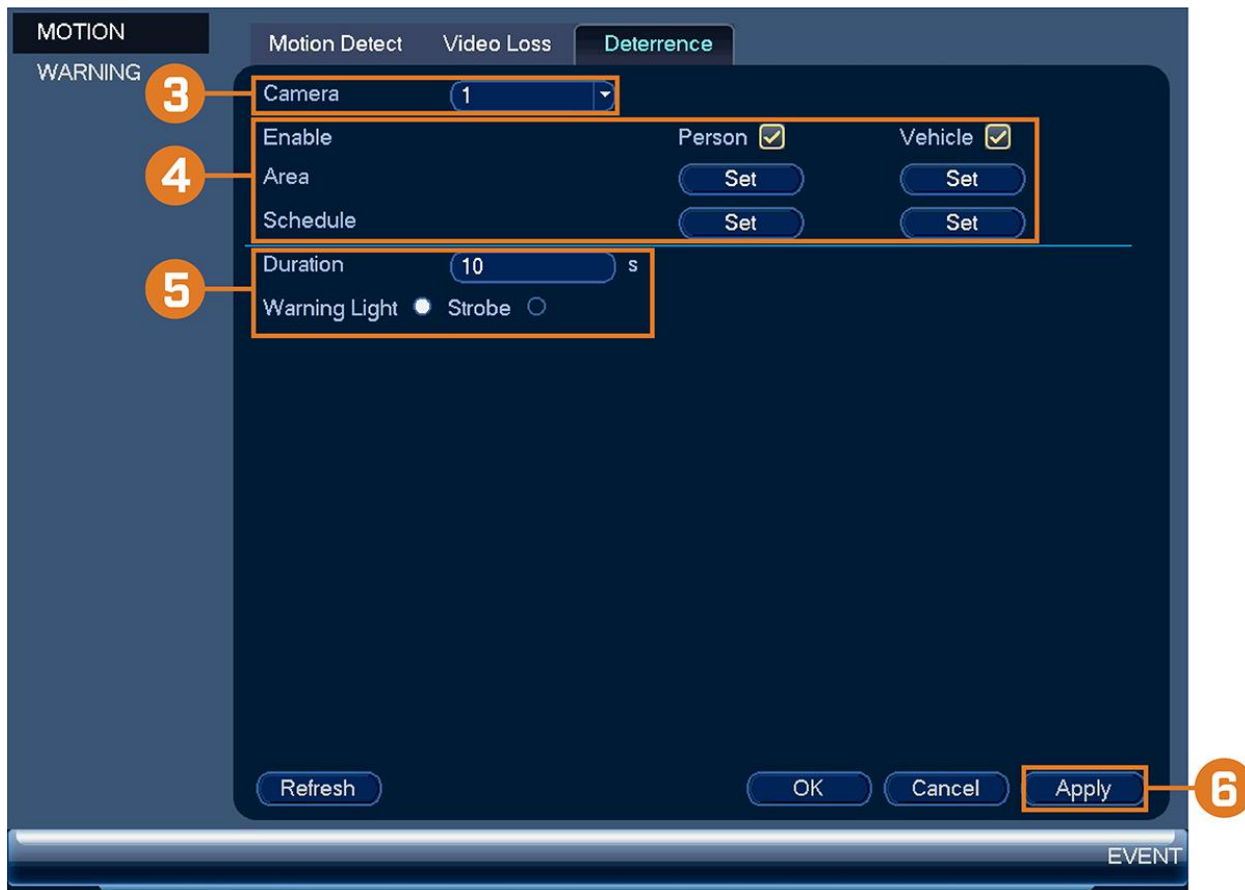 MOTION
WARNING
Motion Detect Video Loss Deterrence
3 Camera 1
4 Enable Person Vehicle
Area Set Set
Schedule Set Set
5 Duration 10 s
Warning Light Strobe
Refresh OK Cancel Apply 6
EVENT